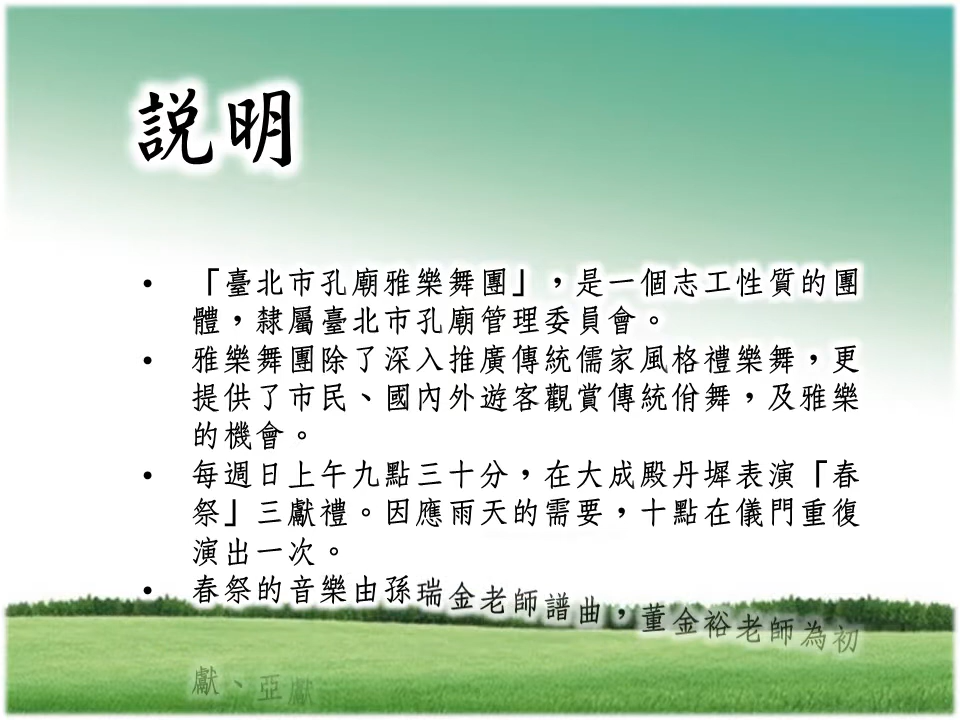 說明
• 「臺北市孔廟雅樂舞團」，是一個志工性質的團
體，隸屬臺北市孔廟管理委員會。
• 雅樂舞團除了深入推廣傳統儒家風格禮樂舞，更
提供了市民、國內外遊客觀賞傳統佾舞，及雅樂
的機會。
• 每週日上午九點三十分，在大成殿丹墀表演「春
祭」三獻禮。因應雨天的需要，十點在儀門重復
演出一次。
• 春祭的音樂由孫瑞金老師譜曲，董金裕老師為初
獻、亞獻